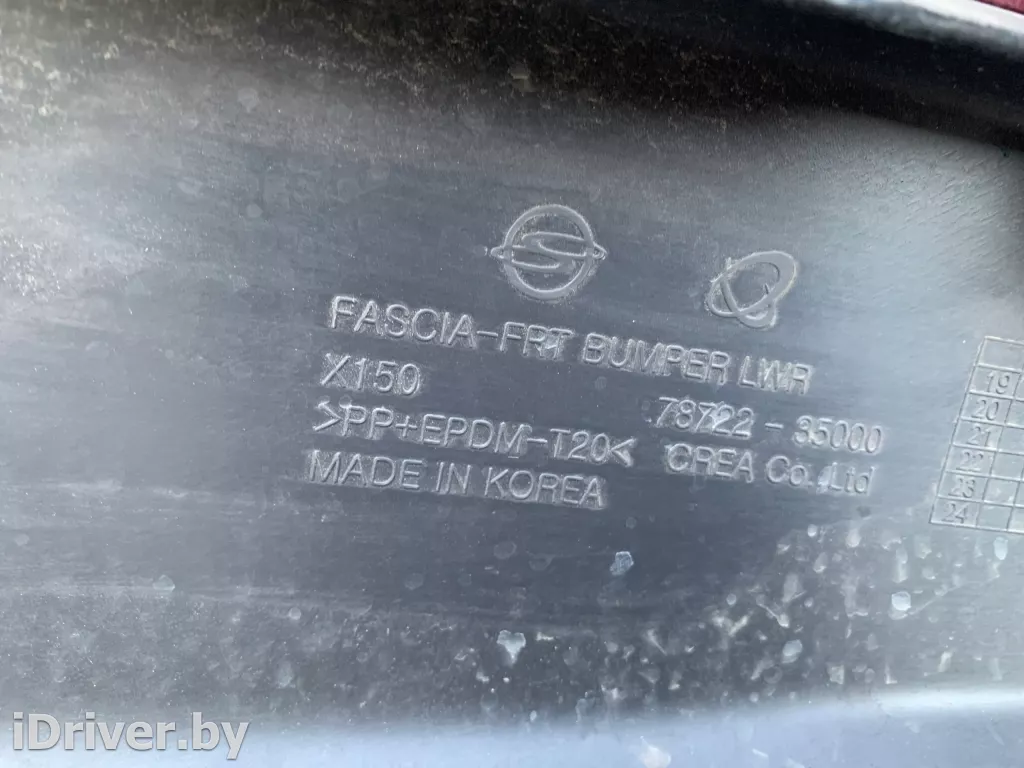 FASCIA-FRT BUMPER, LWR
X150 78722-35000
>PP+EPDM-T20< CREA Co., Ltd
MADE IN KOREA
19
20
21
22
23
24
iDriver.by